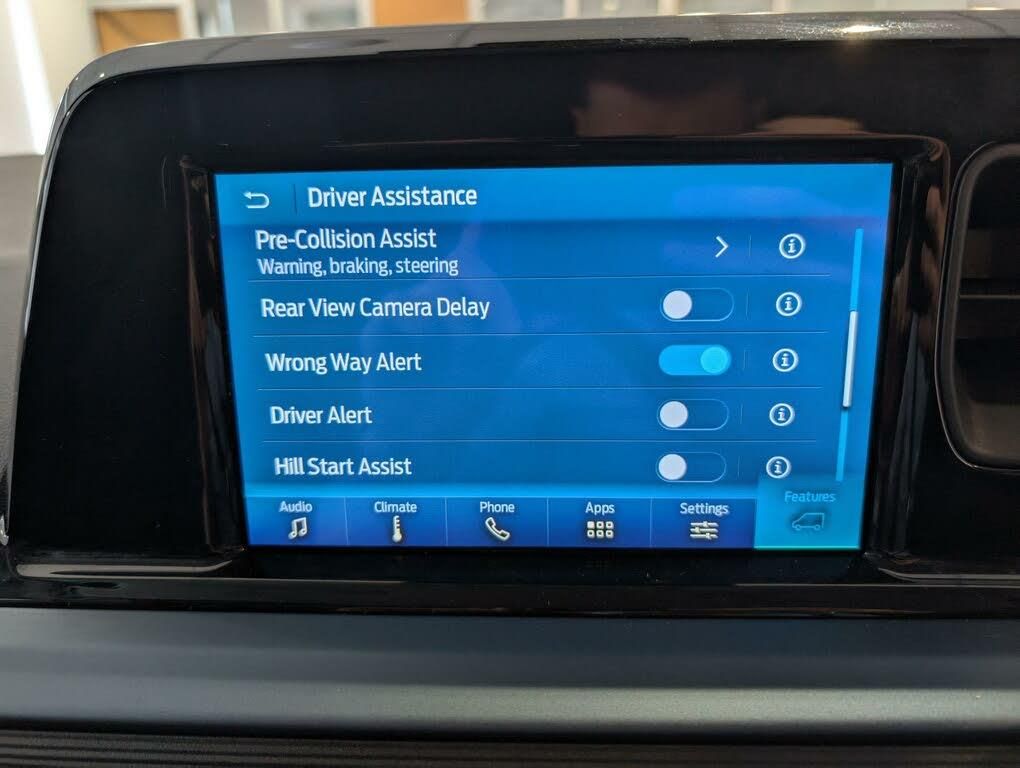 Driver Assistance
Pre-Collision Assist
Warning, braking, steering
Rear View Camera Delay
Wrong Way Alert
Driver Alert
Hill Start Assist
Audio
Climate
Phone
Apps
Settings
Features